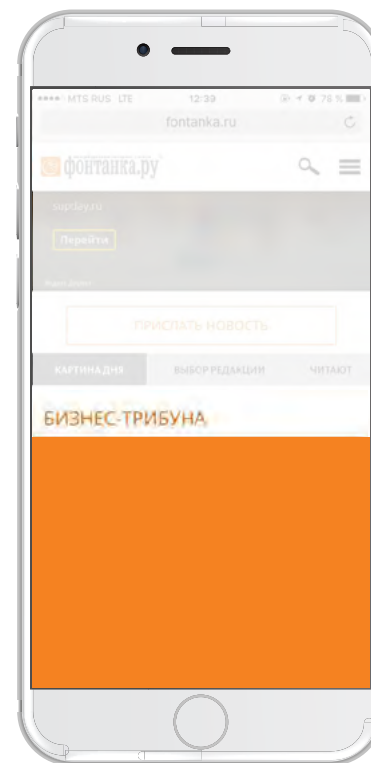 MTS RUS LTE 12:39 76 %
fontanka.ru
фонтанка.ру
supday.ru
Перейти
ПРИСЛАТЬ НОВОСТЬ
КАРТИНА ДНЯ ВЫБОР РЕДАКЦИИ ЧИТАЮТ
БИЗНЕС-ТРИБУНА